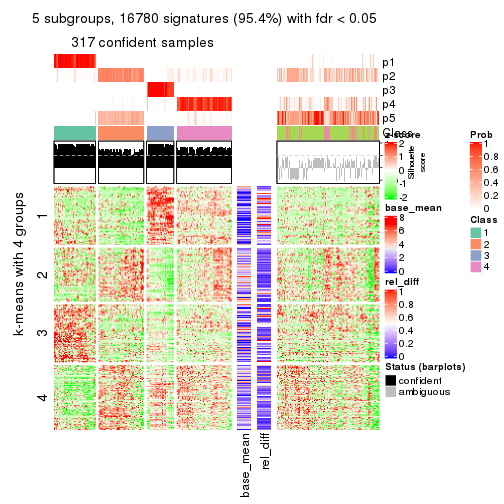 5 subgroups, 16780 signatures (95.4%) with fdr < 0.05
317 confident samples
p1
p2
p3
p4
p5
Class
Silhouette
score
k-means with 4 groups
1
2
3
4
base_mean
rel_diff
z-score
2
1
0
-1
-2
base_mean
8
6
4
2
0
rel_diff
1
0.8
0.6
0.4
0.2
0
Status (barplots)
confident
ambiguous
Prob
1
0.8
0.6
0.4
0.2
0
Class
1
2
3
4